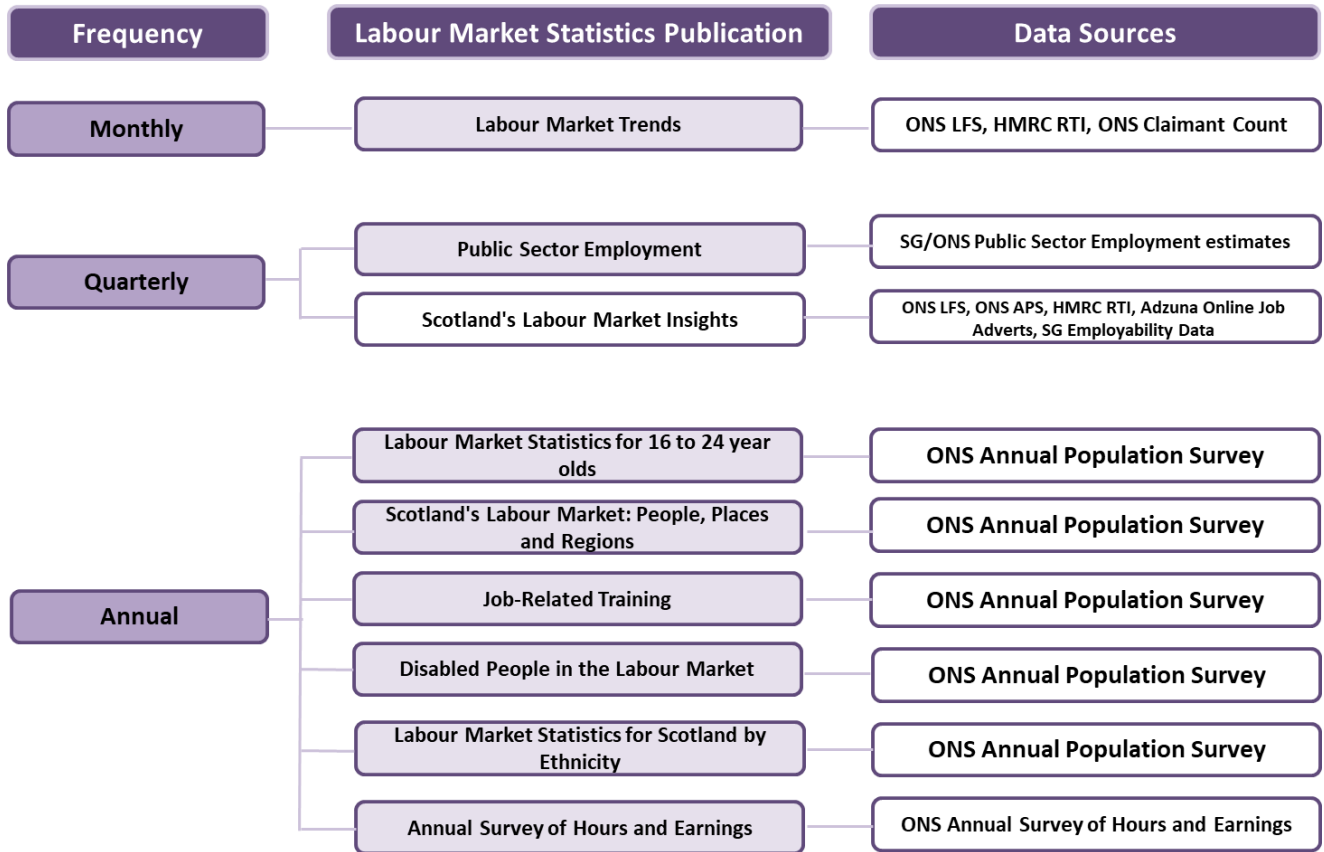 Frequency
Labour Market Statistics Publication
Data Sources
Monthly
Labour Market Trends
ONS LFS, HMRC RTI, ONS Claimant Count
Quarterly
Public Sector Employment
SG/ONS Public Sector Employment estimates
Scotland's Labour Market Insights
ONS LFS, ONS APS, HMRC RTI, Adzuna Online Job
Adverts, SG Employability Data
Annual
Labour Market Statistics for 16 to 24 year
olds
ONS Annual Population Survey
Scotland's Labour Market: People, Places
and Regions
ONS Annual Population Survey
Job-Related Training
ONS Annual Population Survey
Disabled People in the Labour Market
ONS Annual Population Survey
Labour Market Statistics for Scotland by
Ethnicity
ONS Annual Population Survey
Annual Survey of Hours and Earnings
ONS Annual Survey of Hours and Earnings